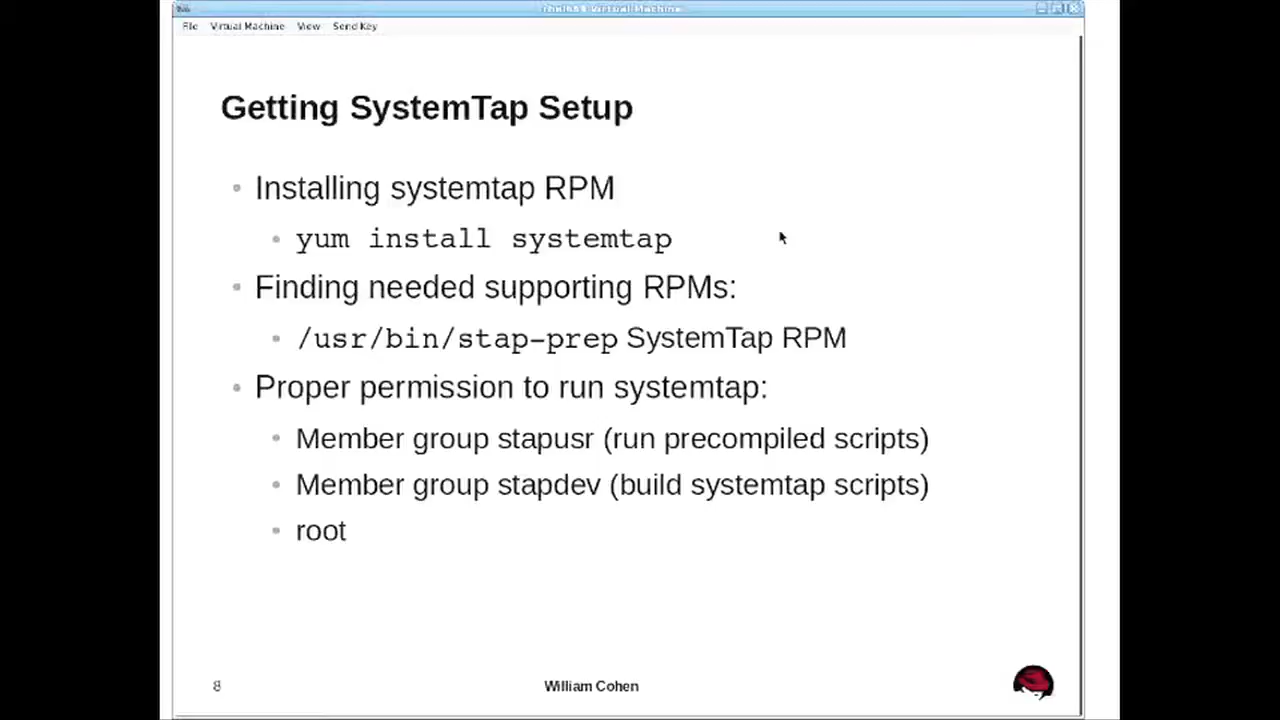 File Virtual Machine View Send Key
Getting SystemTap Setup
Installing systemtap RPM
yum install systemtap
Finding needed supporting RPMs:
/usr/bin/stap-prep SystemTap RPM
Proper permission to run systemtap:
Member group stapusr (run precompiled scripts)
Member group stapdev (build systemtap scripts)
root
8
William Cohen